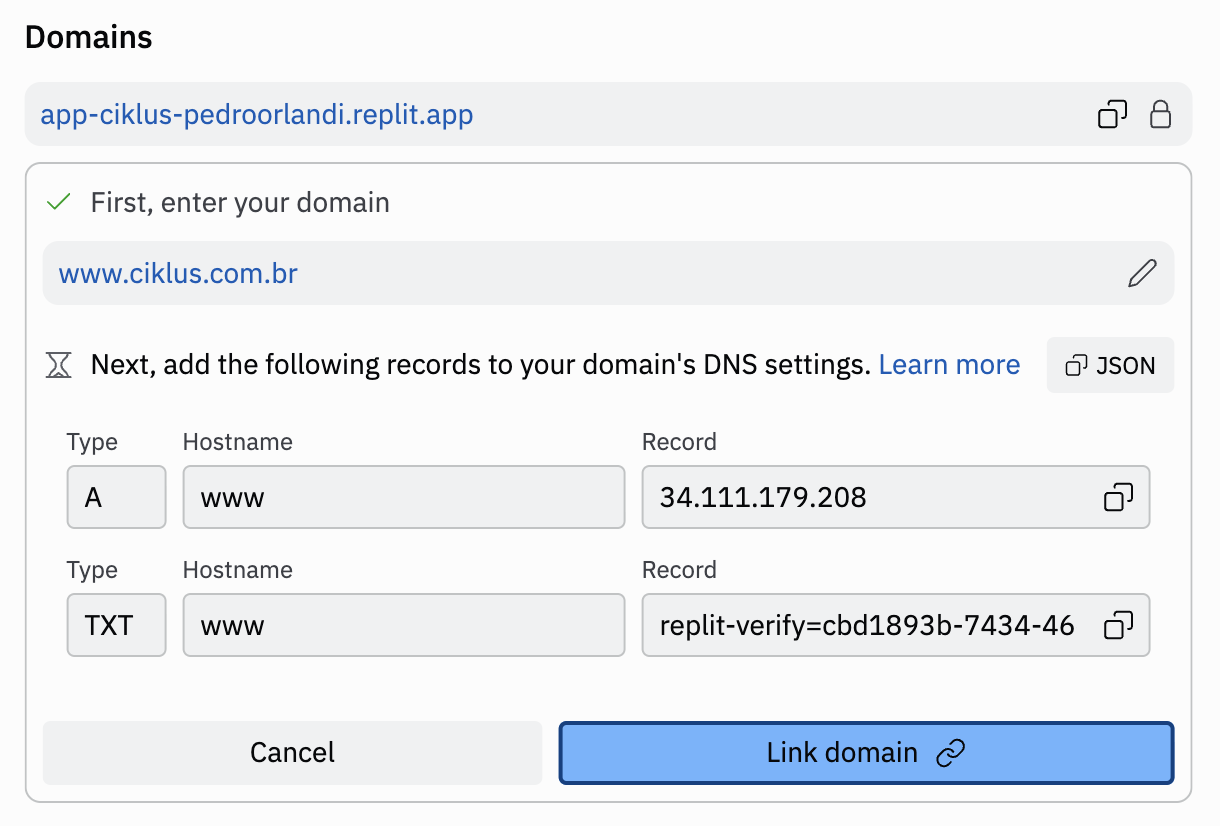 Domains
app-ciklus-pedroorlandi.replit.app
First, enter your domain
www.ciklus.com.br
Next, add the following records to your domain's DNS settings. Learn more JSON
Type Hostname Record
A www 34.111.179.208
Type Hostname Record
TXT www replit-verify=cbd1893b-7434-46
Cancel Link domain